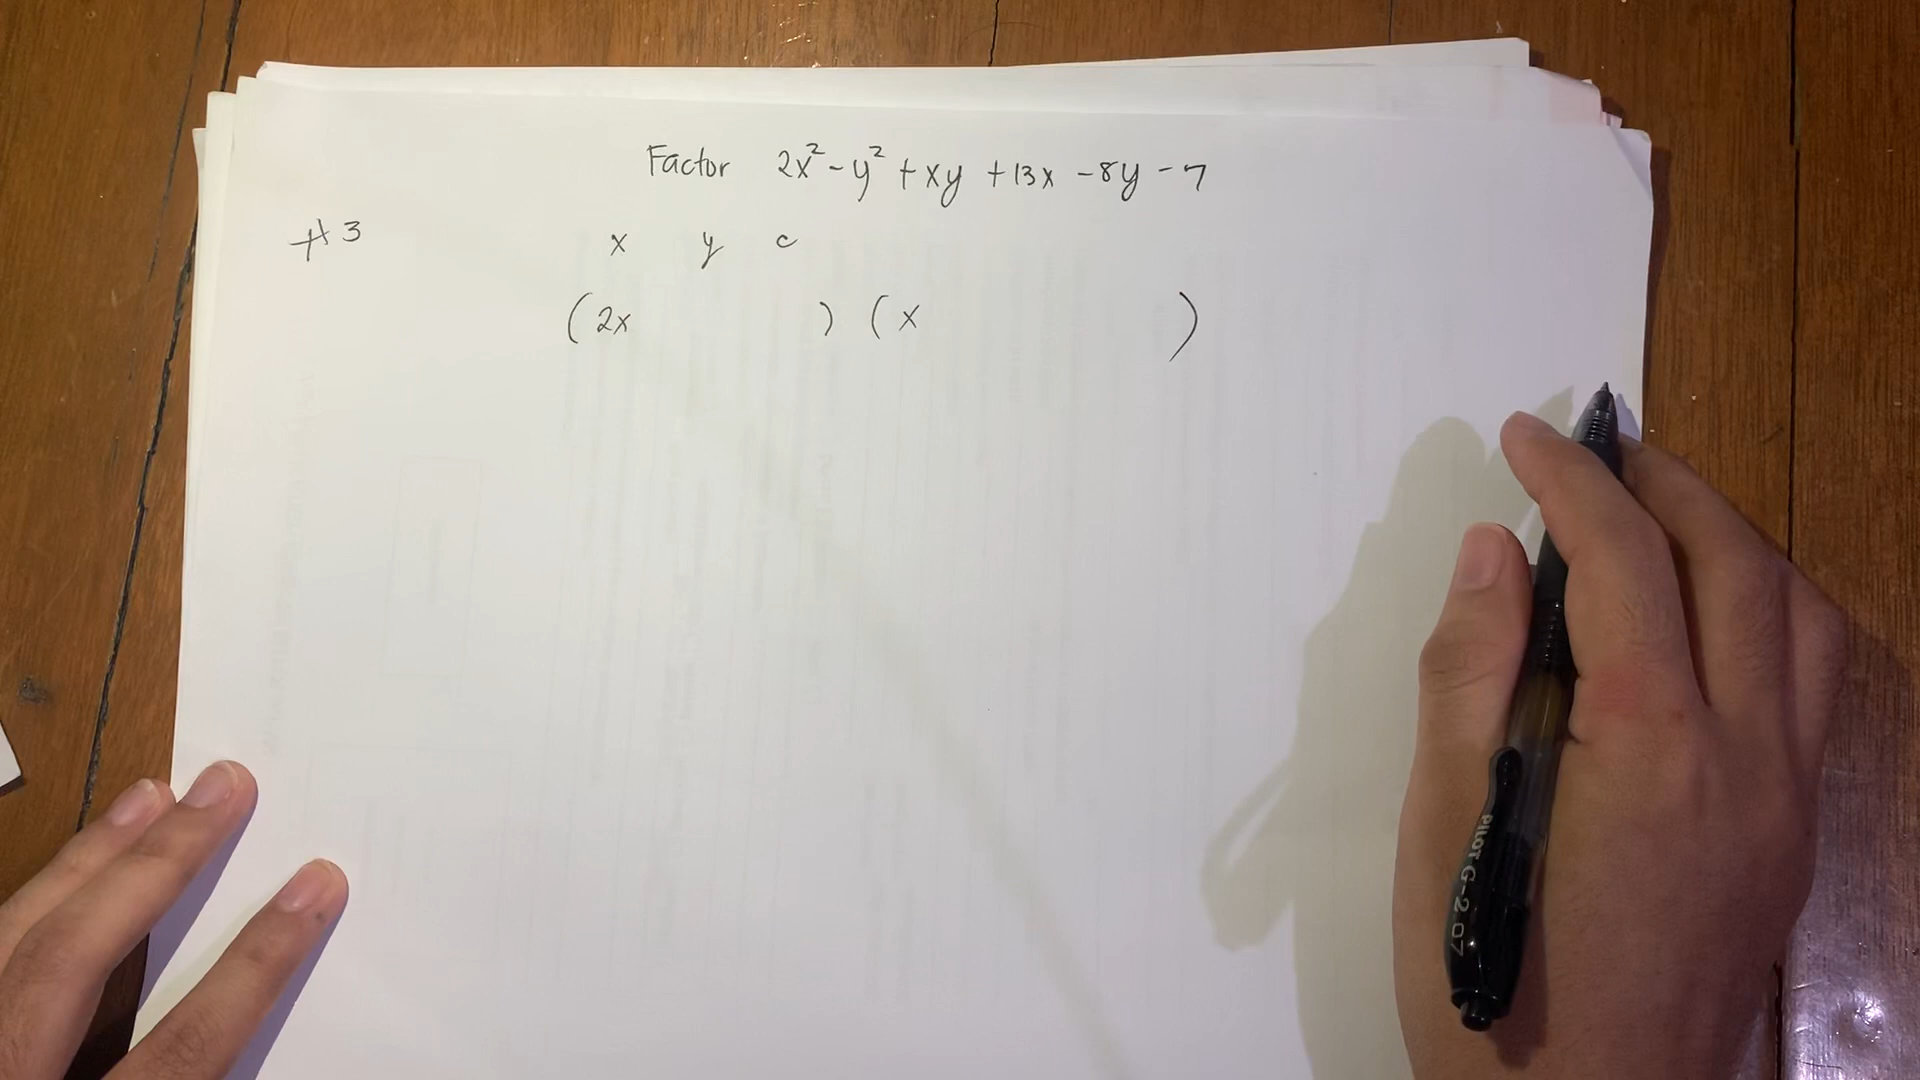 Factor 2x² - y² + xy + 13x - 8y - 7
#3
x y c
(2x ) (x )
PILOT G-2 07